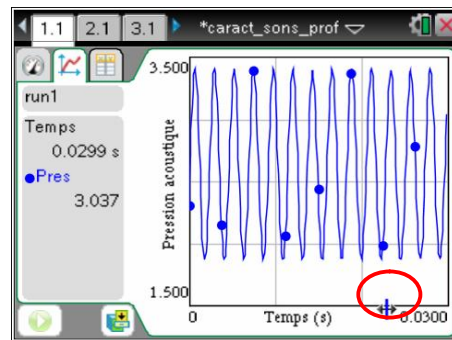 1.1 2.1 3.1 *caract_sons_prof
run1
Temps
0.0299 s
Pres
3.037
3.500
Pression acoustique
1.500
0 Temps (s) 0.0300